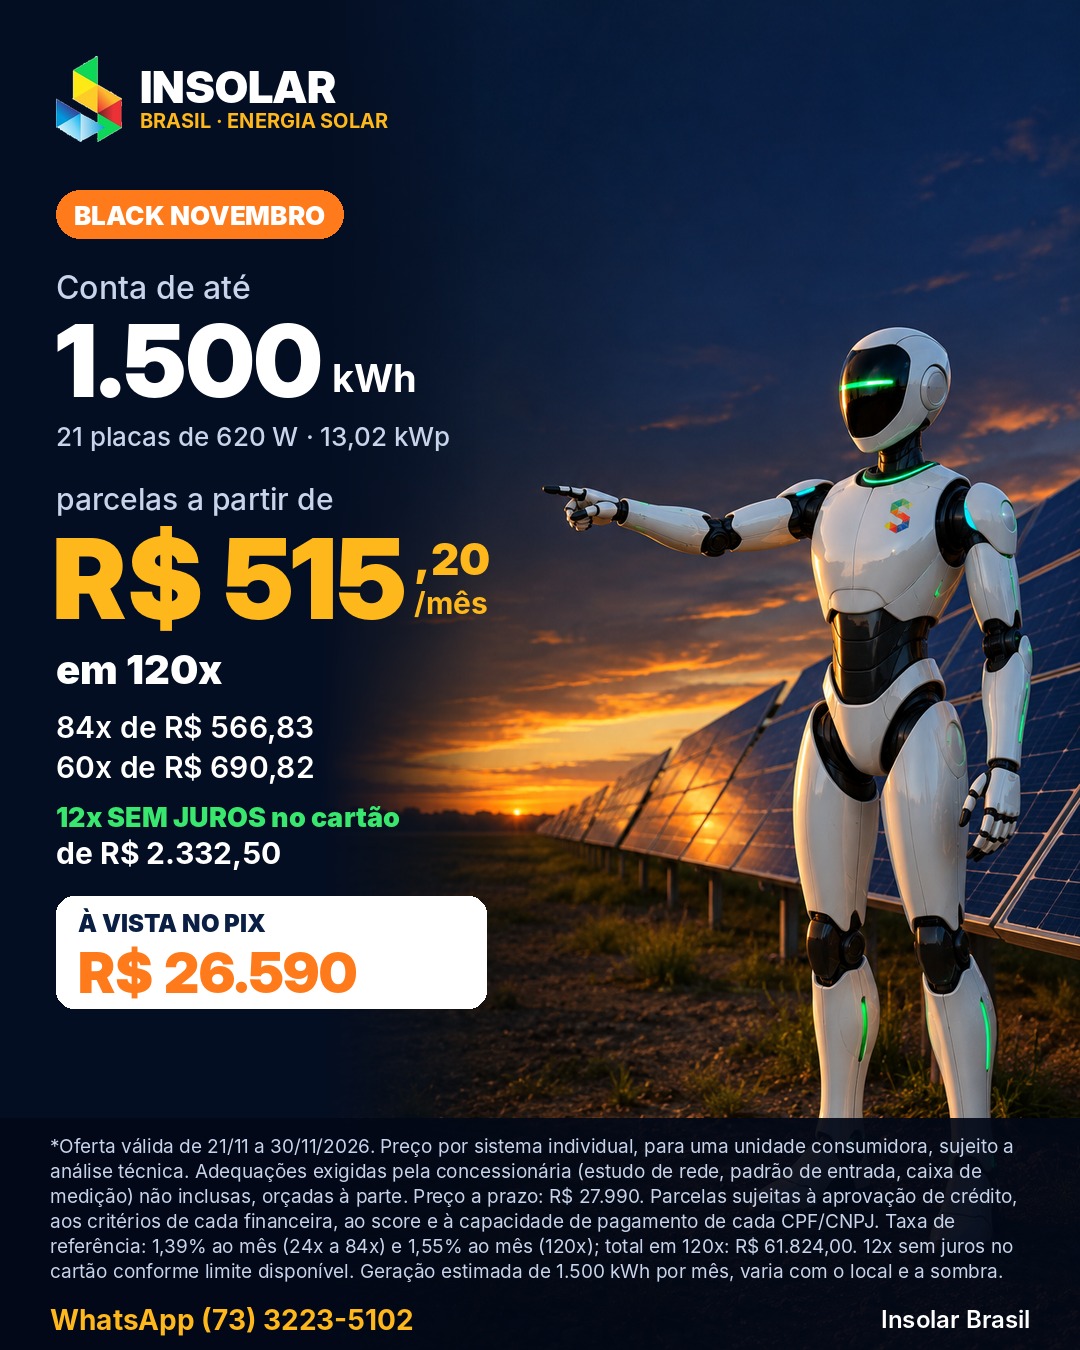 INSOLAR
BRASIL · ENERGIA SOLAR
BLACK NOVEMBRO
Conta de até
1.500 kWh
21 placas de 620 W · 13,02 kWp
parcelas a partir de
R$ 515,20
/mês
em 120x
84x de R$ 566,83
60x de R$ 690,82
12x SEM JUROS no cartão
de R$ 2.332,50
À VISTA NO PIX
R$ 26.590
*Oferta válida de 21/11 a 30/11/2026. Preço por sistema individual, para uma unidade consumidora, sujeito a
análise técnica. Adequações exigidas pela concessionária (estudo de rede, padrão de entrada, caixa de
medição) não inclusas, orçadas à parte. Preço a prazo: R$ 27.990. Parcelas sujeitas à aprovação de crédito,
aos critérios de cada financeira, ao score e à capacidade de pagamento de cada CPF/CNPJ. Taxa de
referência: 1,39% ao mês (24x a 84x) e 1,55% ao mês (120x); total em 120x: R$ 61.824,00. 12x sem juros no
cartão conforme limite disponível. Geração estimada de 1.500 kWh por mês, varia com o local e a sombra.
WhatsApp (73) 3223-5102
Insolar Brasil